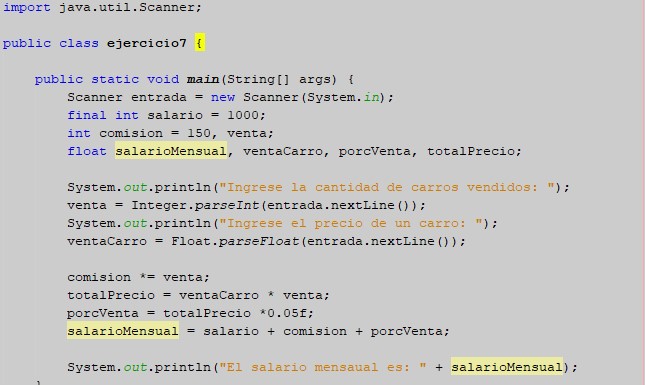 import java.util.Scanner;
public class ejercicio7 {
public static void main(String[] args) {
Scanner entrada = new Scanner(System.in);
final int salario = 1000;
int comision = 150, venta;
float salarioMensual, ventaCarro, porcVenta, totalPrecio;
System.out.println("Ingrese la cantidad de carros vendidos: ");
venta = Integer.parseInt(entrada.nextLine());
System.out.println("Ingrese el precio de un carro: ");
ventaCarro = Float.parseFloat(entrada.nextLine());
comision *= venta;
totalPrecio = ventaCarro * venta;
porcVenta = totalPrecio *0.05f;
salarioMensual = salario + comision + porcVenta;
System.out.println("El salario mensaual es: " + salarioMensual);